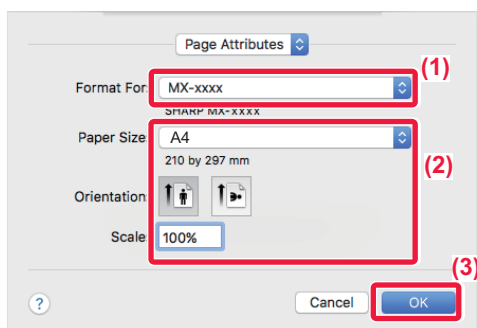 Page Attributes
(1)
Format For: MX-xxxx
SHARP MX-xxxx
Paper Size: A4
210 by 297 mm
(2)
Orientation:
Scale: 100%
(3)
? Cancel OK